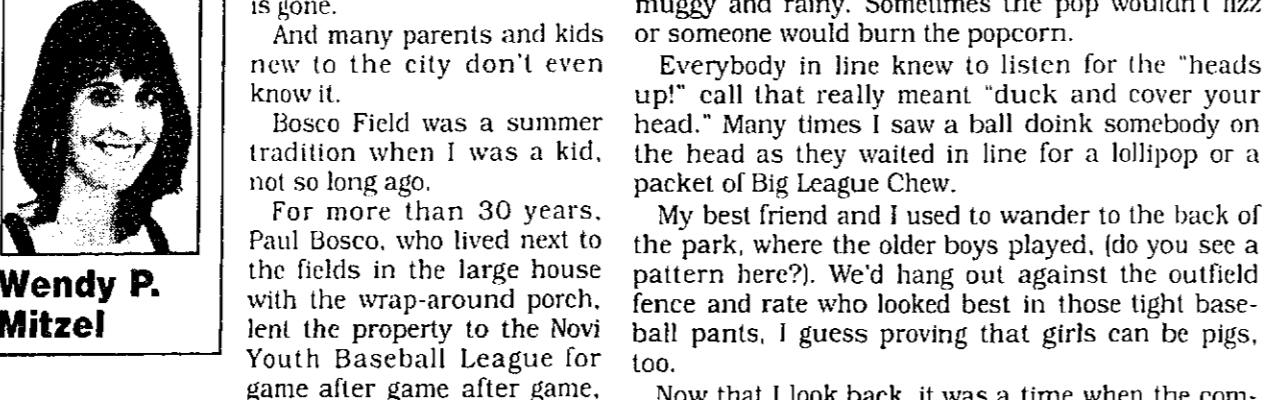 Wendy P.
Mitzel
is gone.
And many parents and kids
new to the city don't even
know it.
Bosco Field was a summer
tradition when I was a kid,
not so long ago.
For more than 30 years,
Paul Bosco, who lived next to
the fields in the large house
with the wrap-around porch,
lent the property to the Novi
Youth Baseball League for
game after game after game,
muggy and rainy. Sometimes the pop wouldn't fizz
or someone would burn the popcorn.
Everybody in line knew to listen for the "heads
up!" call that really meant "duck and cover your
head." Many times I saw a ball doink somebody on
the head as they waited in line for a lollipop or a
packet of Big League Chew.
My best friend and I used to wander to the back of
the park, where the older boys played, (do you see a
pattern here?). We'd hang out against the outfield
fence and rate who looked best in those tight base-
ball pants, I guess proving that girls can be pigs,
too.
Now that I look back, it was a time when the com-